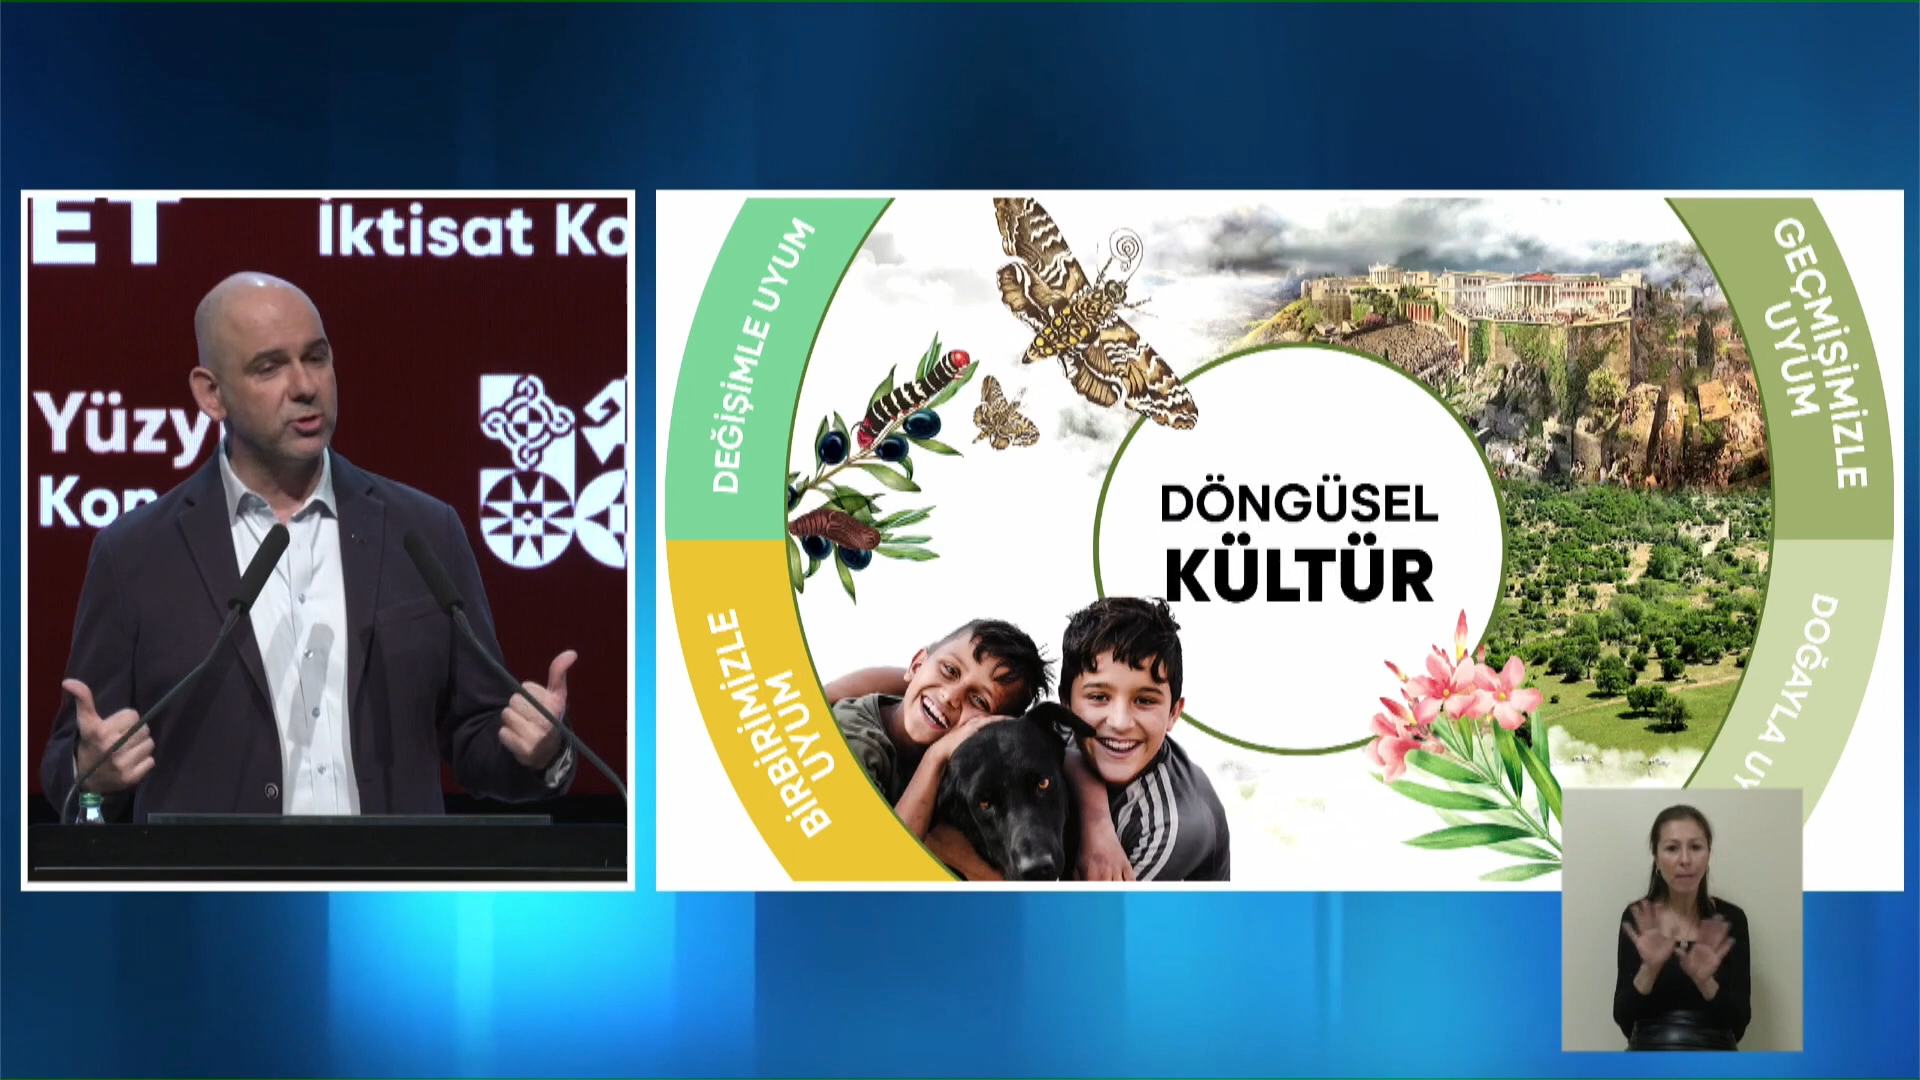 ET
İktisat Ko
Yüzy
Kon
DEĞİŞİMLE UYUM
GEÇMİŞİMİZLE
UYUM
DÖNGÜSEL
KÜLTÜR
BİRBİRİMİZLE
UYUM
DOĞAYLA UY